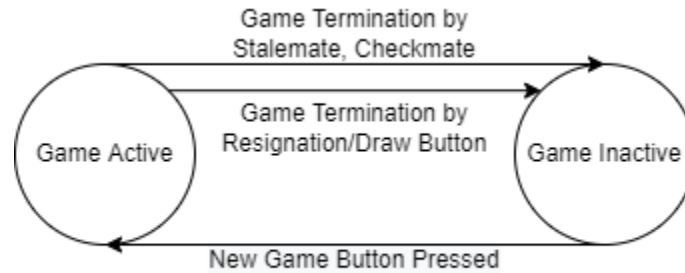 Game Termination by
Stalemate, Checkmate
Game Termination by
Resignation/Draw Button
Game Active
Game Inactive
New Game Button Pressed